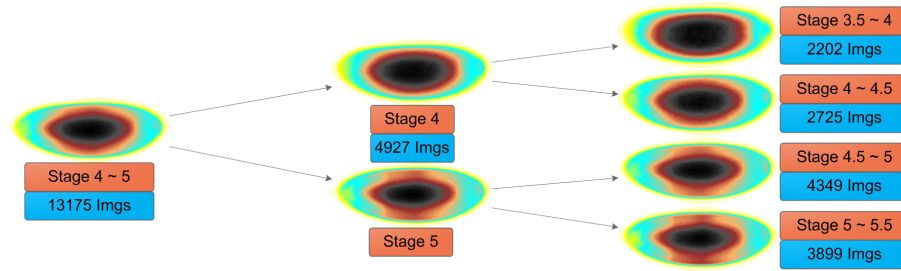 Stage 4 ~ 5
13175 Imgs
Stage 4
4927 Imgs
Stage 5
Stage 3.5 ~ 4
2202 Imgs
Stage 4 ~ 4.5
2725 Imgs
Stage 4.5 ~ 5
4349 Imgs
Stage 5 ~ 5.5
3899 Imgs